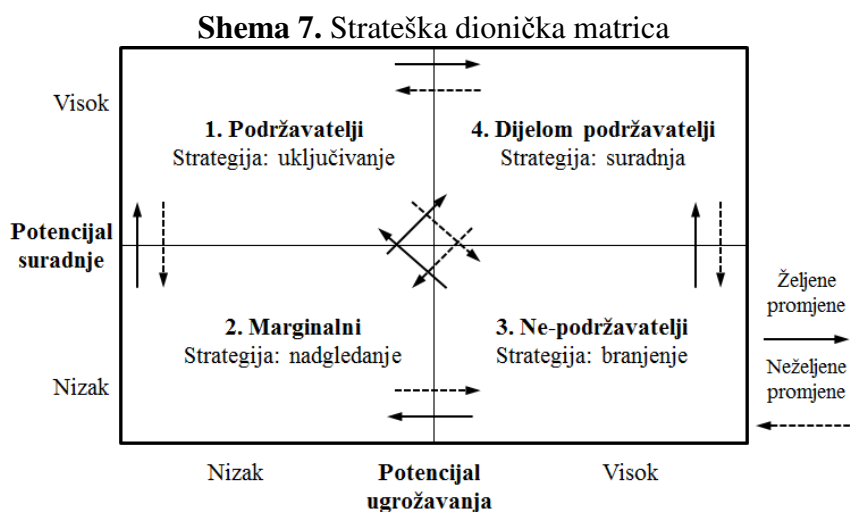 Shema 7. Strateška dionička matrica
Visok
1. Podržavatelji
Strategija: uključivanje
4. Dijelom podržavatelji
Strategija: suradnja
Potencijal
suradnje
2. Marginalni
Strategija: nadgledanje
3. Ne-podržavatelji
Strategija: branjenje
Nizak
Željene
promjene
Neželjene
promjene
Nizak
Potencijal
ugrožavanja
Visok